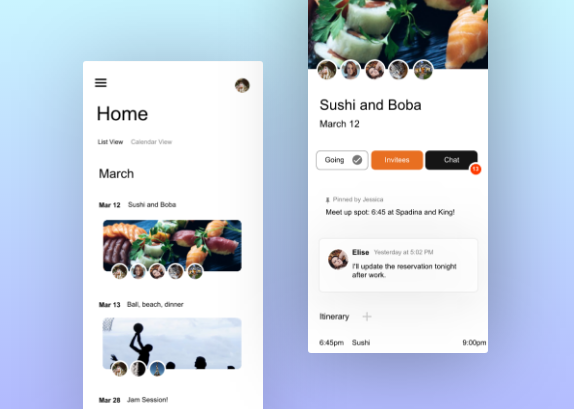 Home
List View Calendar View
March
Mar 12 Sushi and Boba
Mar 13 Ball, beach, dinner
Mar 28 Jam Session!
Sushi and Boba
March 12
Going Invitees Chat
Pinned by Jessica
Meet up spot: 6:45 at Spadina and King!
Elise Yesterday at 5:02 PM
I'll update the reservation tonight
after work.
Itinerary
6:45pm Sushi 9:00pm